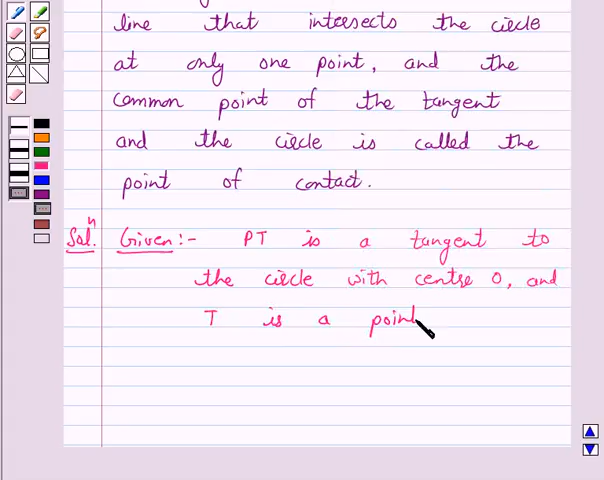 line that intersects the circle
at only one point, and the
common point of the tangent
and the circle is called the
point of contact.
Solⁿ. Given:- PT is a tangent to
the circle with centre O, and
T is a point